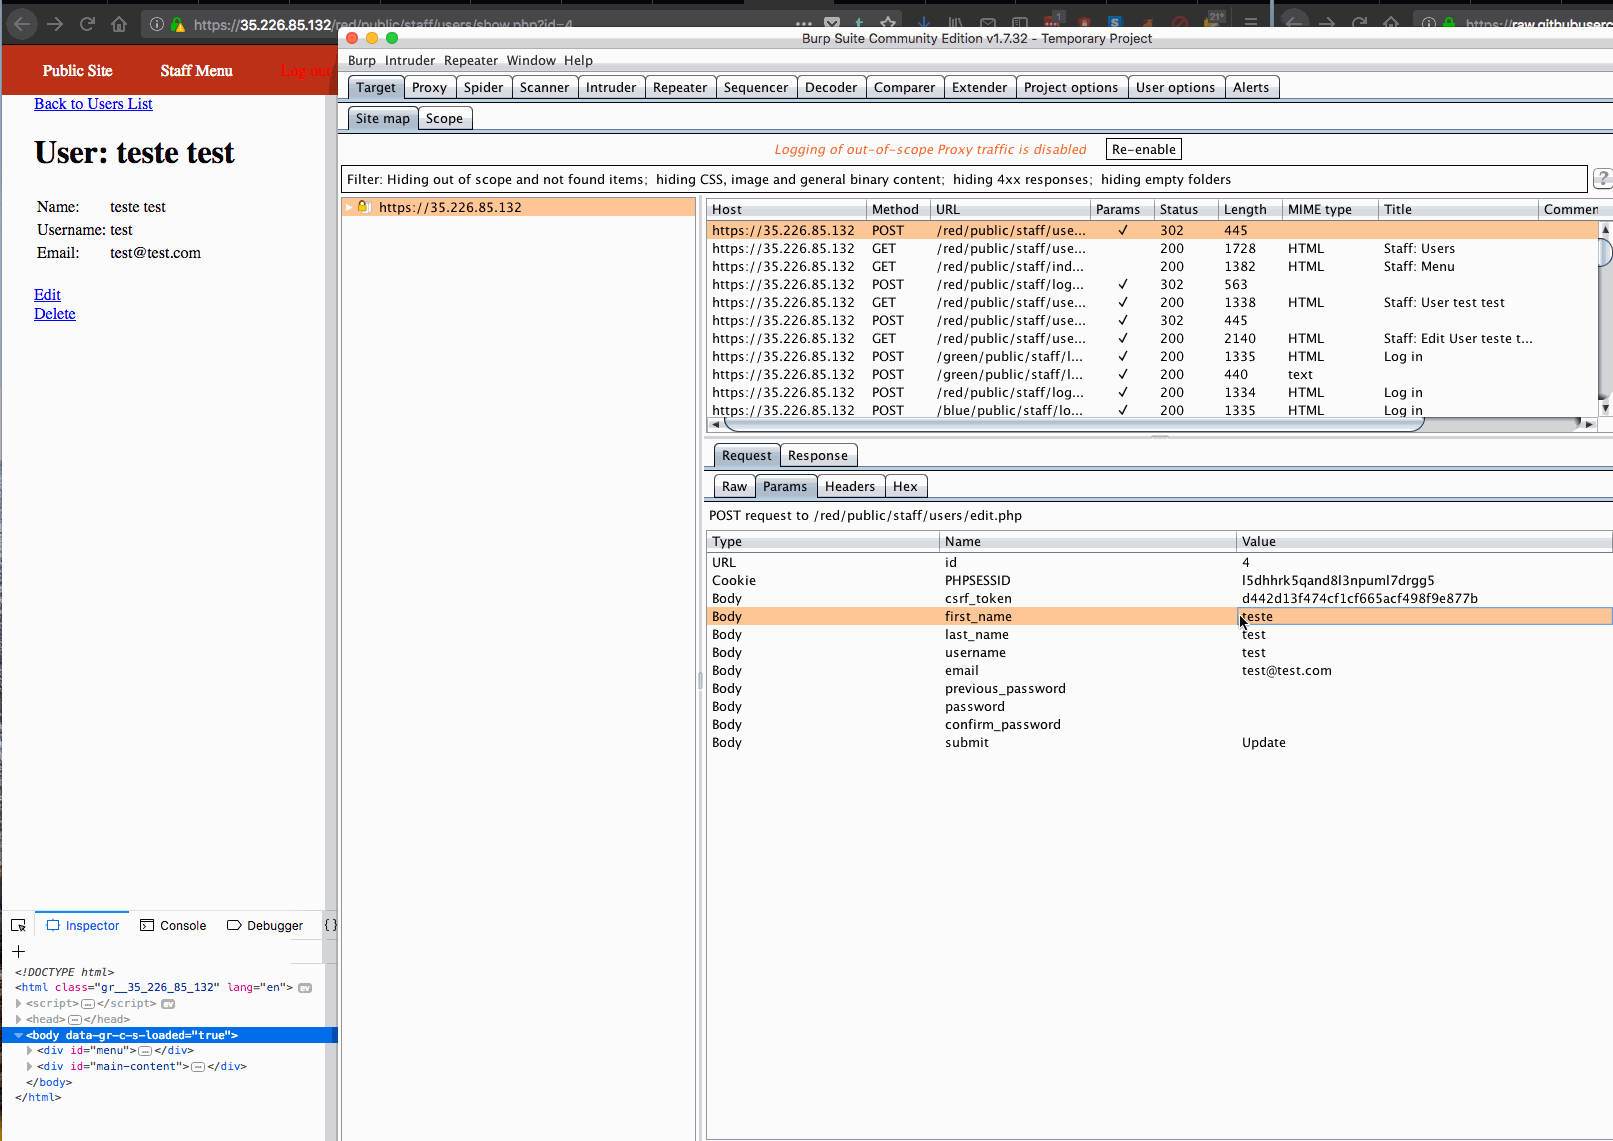 https://35.226.85.132/red/public/staff/users/show.php?id=4
https://raw.githubuserc
Public Site Staff Menu Log out
Back to Users List
User: teste test
Name: teste test
Username: test
Email: test@test.com
Edit
Delete
Inspector Console Debugger { }
+
<!DOCTYPE html>
<html class="gr__35_226_85_132" lang="en"> ev
<script>…</script> ev
<head>…</head>
<body data-gr-c-s-loaded="true">
<div id="menu">…</div>
<div id="main-content">…</div>
</body>
</html>
Burp Suite Community Edition v1.7.32 - Temporary Project
Burp Intruder Repeater Window Help
Target Proxy Spider Scanner Intruder Repeater Sequencer Decoder Comparer Extender Project options User options Alerts
Site map Scope
Logging of out-of-scope Proxy traffic is disabled Re-enable
Filter: Hiding out of scope and not found items; hiding CSS, image and general binary content; hiding 4xx responses; hiding empty folders ?
https://35.226.85.132
Host Method URL Params Status Length MIME type Title Commen
https://35.226.85.132 POST /red/public/staff/use... ✓ 302 445
https://35.226.85.132 GET /red/public/staff/use... 200 1728 HTML Staff: Users
https://35.226.85.132 GET /red/public/staff/ind... 200 1382 HTML Staff: Menu
https://35.226.85.132 POST /red/public/staff/log... ✓ 302 563
https://35.226.85.132 GET /red/public/staff/use... ✓ 200 1338 HTML Staff: User test test
https://35.226.85.132 POST /red/public/staff/use... ✓ 302 445
https://35.226.85.132 GET /red/public/staff/use... ✓ 200 2140 HTML Staff: Edit User teste t...
https://35.226.85.132 POST /green/public/staff/l... ✓ 200 1335 HTML Log in
https://35.226.85.132 POST /green/public/staff/l... ✓ 200 440 text
https://35.226.85.132 POST /red/public/staff/log... ✓ 200 1334 HTML Log in
https://35.226.85.132 POST /blue/public/staff/lo... ✓ 200 1335 HTML Log in
Request Response
Raw Params Headers Hex
POST request to /red/public/staff/users/edit.php
Type Name Value
URL id 4
Cookie PHPSESSID l5dhhrk5qand8l3npuml7drgg5
Body csrf_token d442d13f474cf1cf665acf498f9e877b
Body first_name teste
Body last_name test
Body username test
Body email test@test.com
Body previous_password
Body password
Body confirm_password
Body submit Update